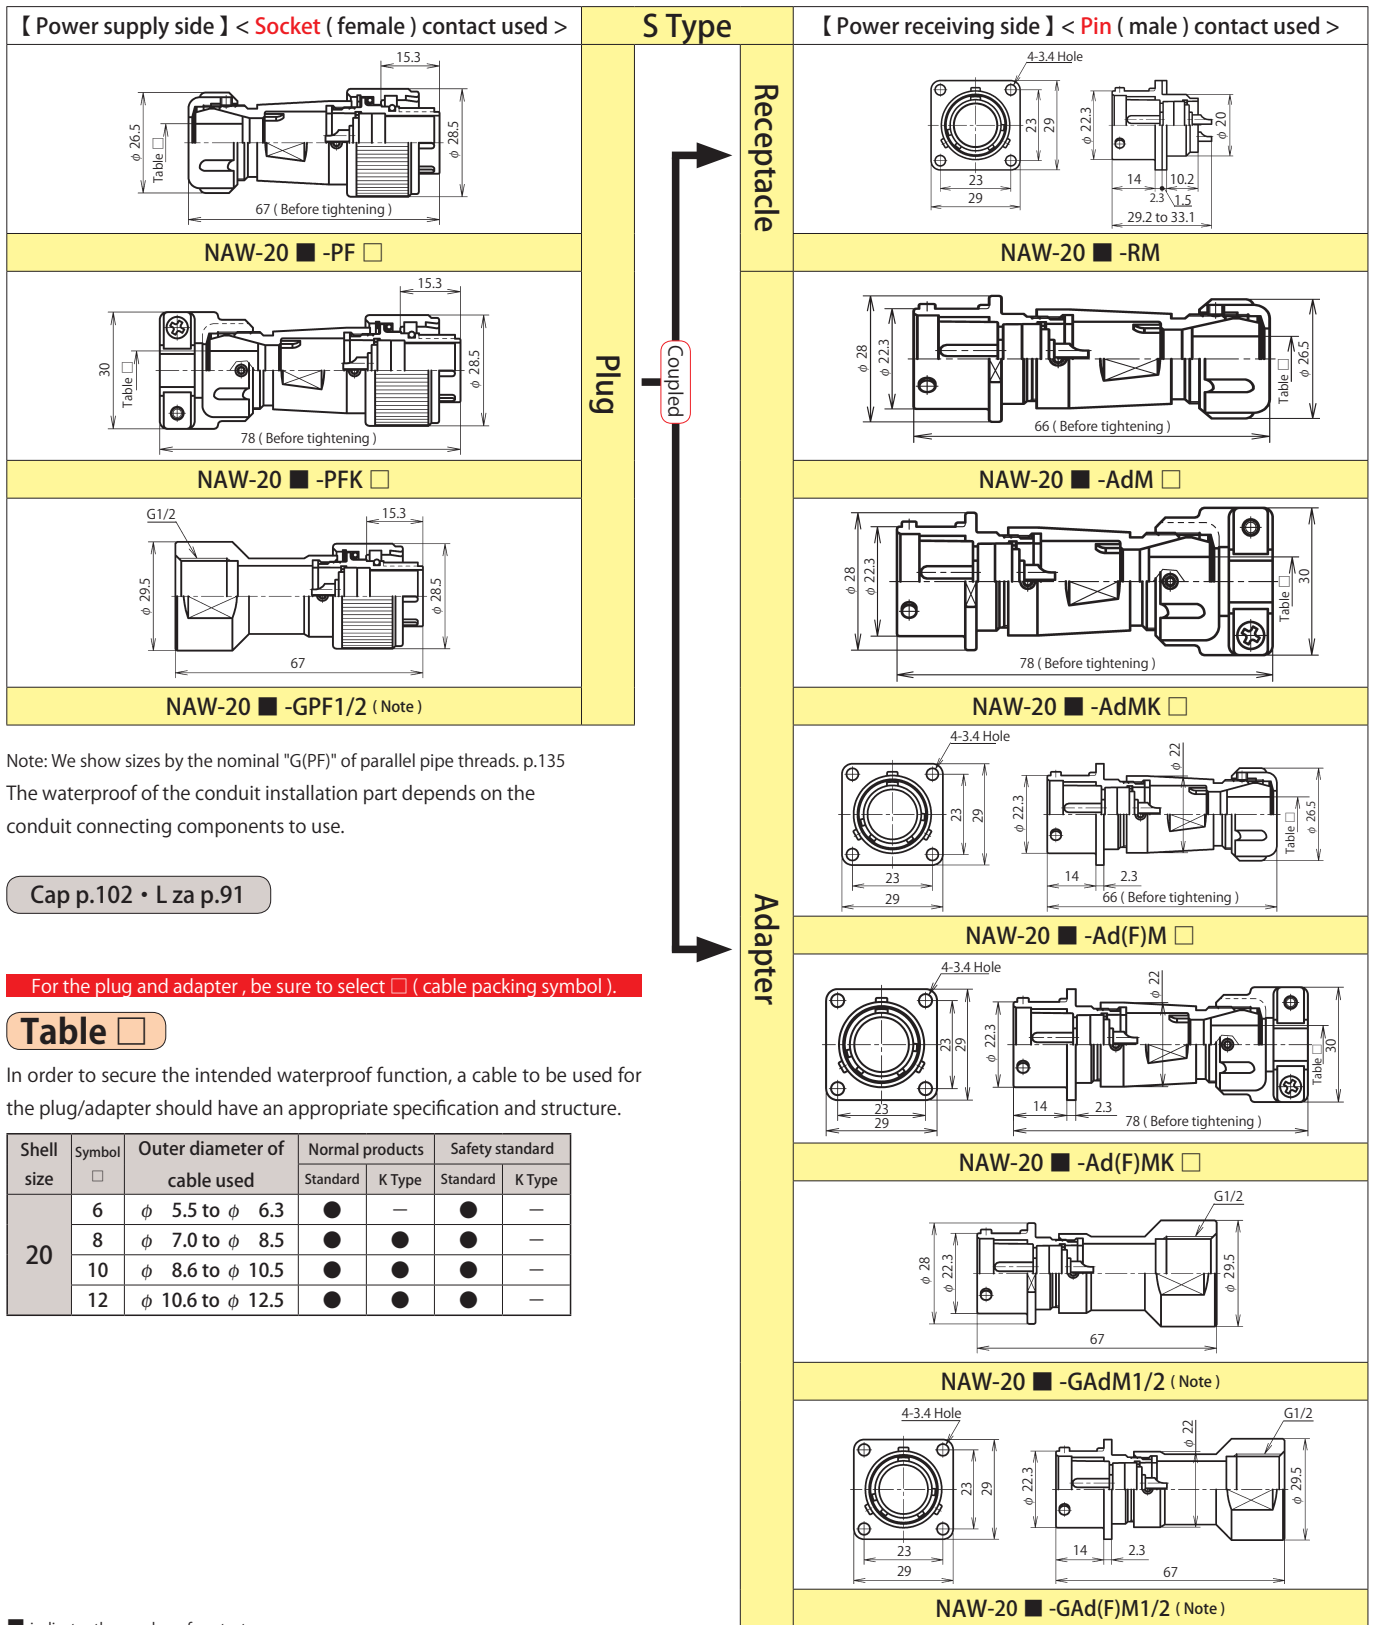 【 Power supply side 】 < Socket ( female ) contact used >
S Type
【 Power receiving side 】 < Pin ( male ) contact used >
15.3
φ 26.5
Table □
φ 28.5
67 ( Before tightening )
NAW-20 ■ -PF □
15.3
30
Table □
φ 28.5
78 ( Before tightening )
NAW-20 ■ -PFK □
G1/2
15.3
φ 29.5
φ 28.5
67
NAW-20 ■ -GPF1/2 ( Note )
Plug
Coupled
Receptacle
Adapter
4-3.4 Hole
23
29
23
29
φ 22.3
φ 20
14
10.2
2.3
1.5
29.2 to 33.1
NAW-20 ■ -RM
φ 28
φ 22.3
Table □
φ 26.5
66 ( Before tightening )
NAW-20 ■ -AdM □
φ 28
φ 22.3
Table □
30
78 ( Before tightening )
NAW-20 ■ -AdMK □
4-3.4 Hole
23
29
23
29
φ 22.3
φ 22
Table □
φ 26.5
14
2.3
66 ( Before tightening )
NAW-20 ■ -Ad(F)M □
4-3.4 Hole
23
29
23
29
φ 22.3
φ 22
Table □
30
14
2.3
78 ( Before tightening )
NAW-20 ■ -Ad(F)MK □
G1/2
φ 28
φ 22.3
φ 29.5
67
NAW-20 ■ -GAdM1/2 ( Note )
4-3.4 Hole
23
29
23
29
G1/2
φ 22.3
φ 22
φ 29.5
14
2.3
67
NAW-20 ■ -GAd(F)M1/2 ( Note )
Note: We show sizes by the nominal "G(PF)" of parallel pipe threads. p.135
The waterproof of the conduit installation part depends on the
conduit connecting components to use.
Cap p.102・L za p.91
For the plug and adapter , be sure to select □ ( cable packing symbol ).
Table □
In order to secure the intended waterproof function, a cable to be used for
the plug/adapter should have an appropriate specification and structure.
Shell size Symbol □ Outer diameter of cable used Normal products Safety standard
Standard K Type Standard K Type
20
6 φ 5.5 to φ 6.3 ● － ● －
8 φ 7.0 to φ 8.5 ● ● ● －
10 φ 8.6 to φ 10.5 ● ● ● －
12 φ 10.6 to φ 12.5 ● ● ● －